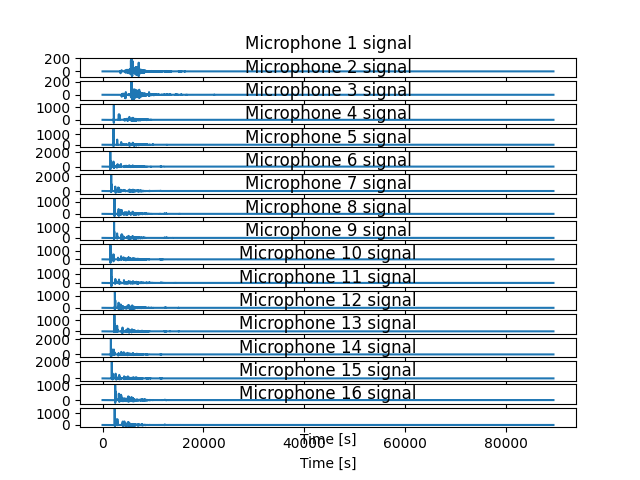 Microphone 1 signal
200
0
Microphone 2 signal
200
0
Microphone 3 signal
1000
0
Microphone 4 signal
1000
0
Microphone 5 signal
2000
0
Microphone 6 signal
2000
0
Microphone 7 signal
1000
0
Microphone 8 signal
1000
0
Microphone 9 signal
1000
0
Microphone 10 signal
1000
0
Microphone 11 signal
1000
0
Microphone 12 signal
1000
0
Microphone 13 signal
2000
0
Microphone 14 signal
2000
0
Microphone 15 signal
1000
0
Microphone 16 signal
1000
0
0 20000 40000 60000 80000
Time [s]
Time [s]